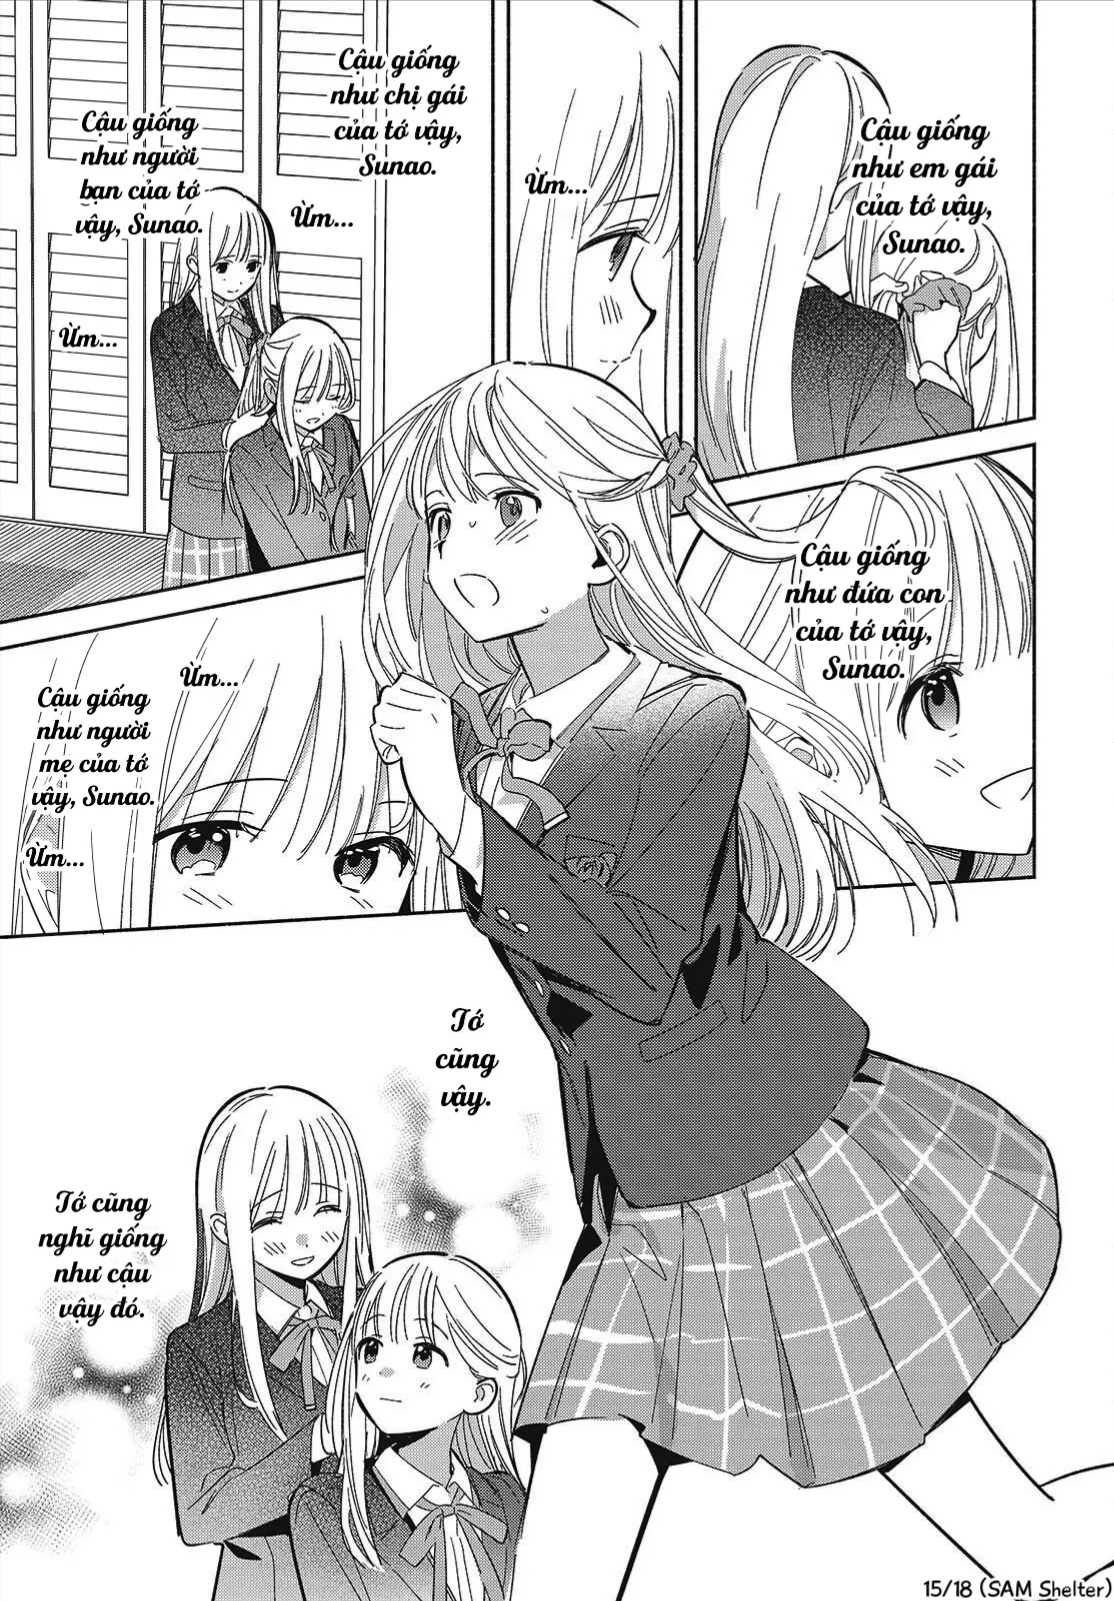 Cậu giống
như em gái
của tớ vậy,
Sunao.
Ừm...
Cậu giống
như chị gái
của tớ vậy,
Sunao.
Ừm...
Cậu giống
như người
bạn của tớ
vậy, Sunao.
Ừm...
Cậu giống
như đứa con
của tớ vậy,
Sunao.
Ừm...
Cậu giống
như người
mẹ của tớ
vậy, Sunao.
Ừm...
Tớ
cũng
vậy.
Tớ cũng
nghĩ giống
như cậu
vậy đó.
15/18 (SAM Shelter)